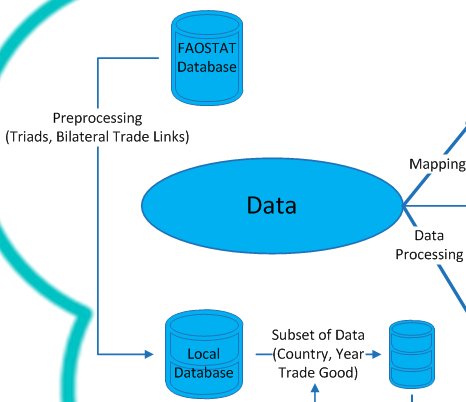 FAOSTAT
Database
Preprocessing
(Triads, Bilateral Trade Links)
Mapping
Data
Data
Processing
Local
Database
Subset of Data
(Country, Year
Trade Good)